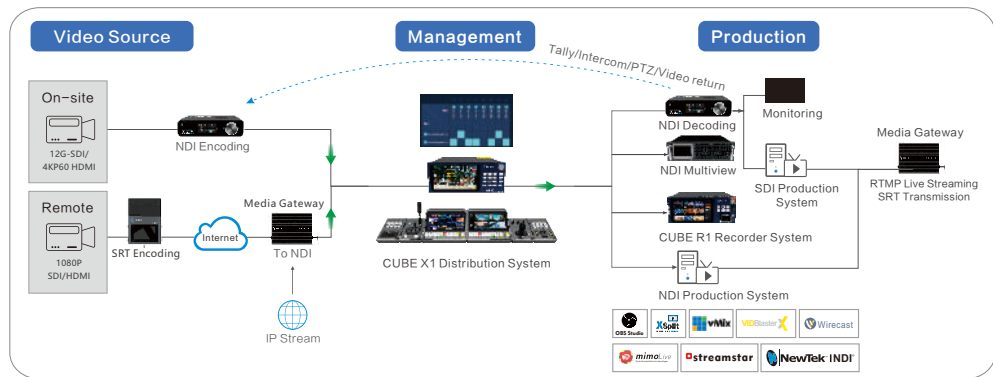 Video Source
Management
Production
Tally/Intercom/PTZ/Video return
On-site
12G-SDI/
4KP60 HDMI
NDI Encoding
Remote
1080P
SDI/HDMI
SRT Encoding
Internet
Media Gateway
To NDI
IP Stream
CUBE X1 Distribution System
NDI Decoding
Monitoring
NDI Multiview
SDI Production
System
Media Gateway
RTMP Live Streaming
SRT Transmission
CUBE R1 Recorder System
NDI Production System
OBS Studio
XSplit
vMix
VIDBlaster X
Wirecast
mimoLive
streamstar
NewTek NDI